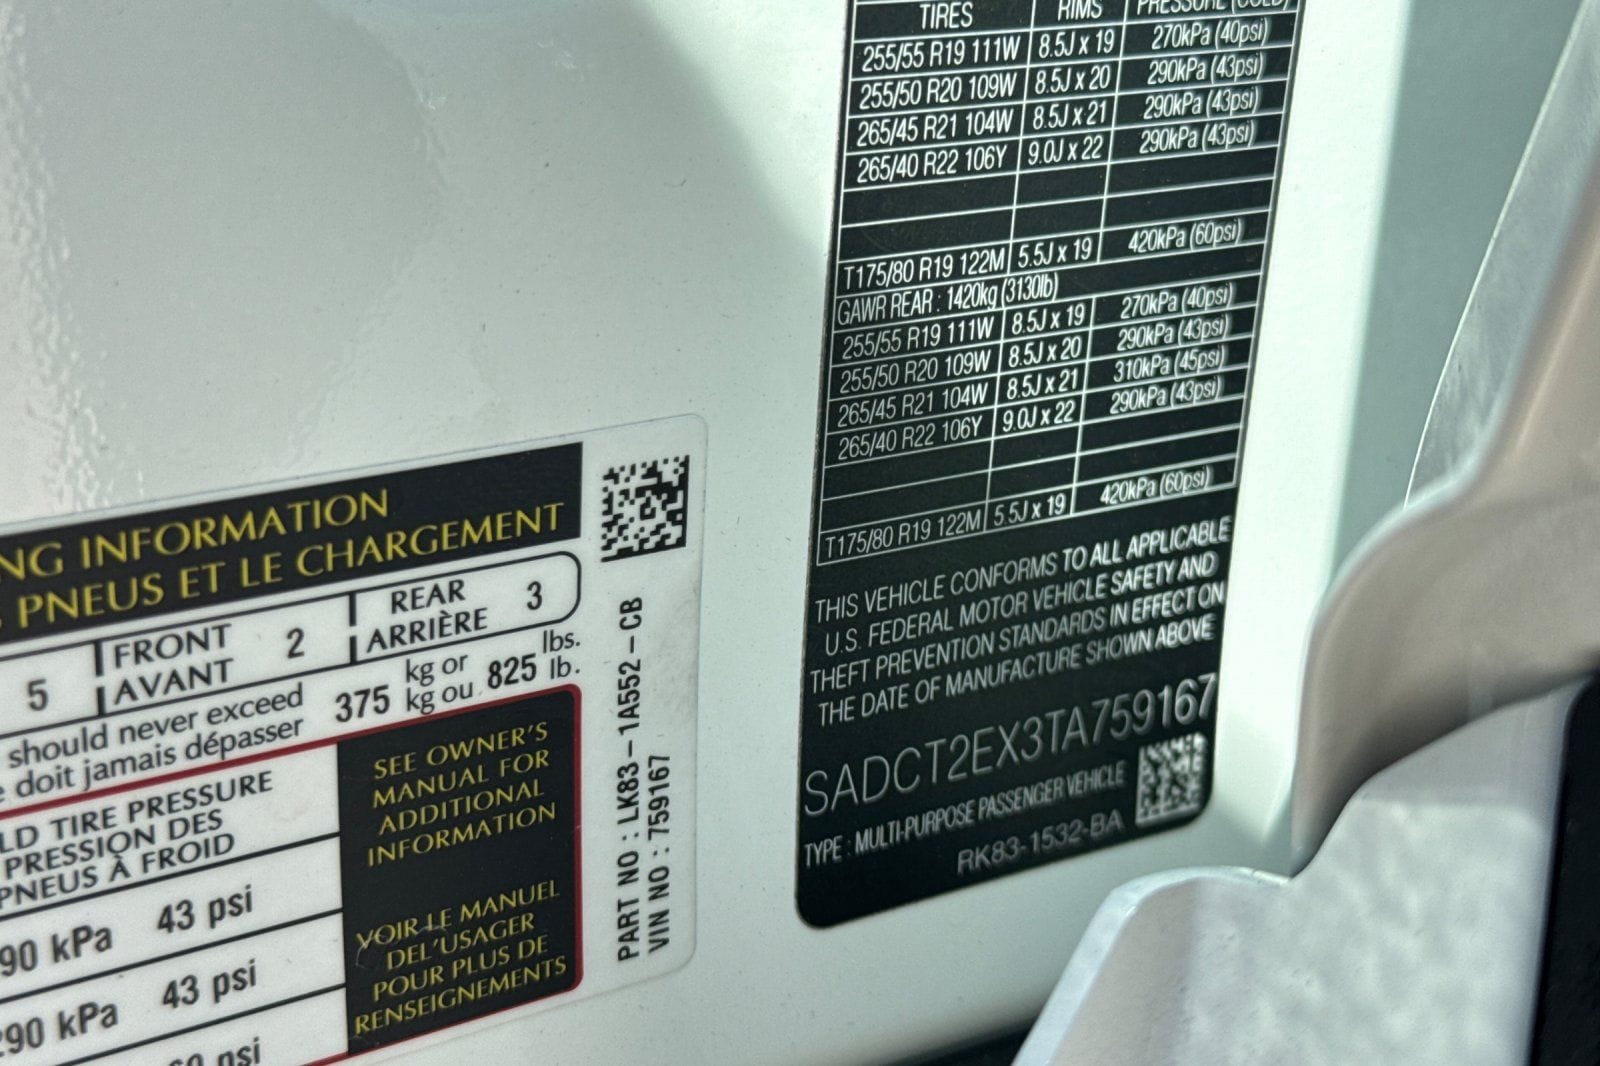 NG INFORMATION
PNEUS ET LE CHARGEMENT
5 FRONT AVANT 2 REAR ARRIÈRE 3
should never exceed 375 kg or 825 lbs.
doit jamais dépasser kg ou lb.
LD TIRE PRESSURE
PRESSION DES
PNEUS À FROID
90 kPa 43 psi
290 kPa 43 psi
psi
SEE OWNER'S
MANUAL FOR
ADDITIONAL
INFORMATION
VOIR LE MANUEL
DEL'USAGER
POUR PLUS DE
RENSEIGNEMENTS
PART NO : LK83-1A552-CB
VIN NO : 759167
TIRES RIMS PRESSURE (COLD)
255/55 R19 111W 8.5J x 19 270kPa (40psi)
255/50 R20 109W 8.5J x 20 290kPa (43psi)
265/45 R21 104W 8.5J x 21 290kPa (43psi)
265/40 R22 106Y 9.0J x 22 290kPa (43psi)
T175/80 R19 122M 5.5J x 19 420kPa (60psi)
GAWR REAR : 1420kg (3130lb)
255/55 R19 111W 8.5J x 19 270kPa (40psi)
255/50 R20 109W 8.5J x 20 290kPa (43psi)
265/45 R21 104W 8.5J x 21 310kPa (45psi)
265/40 R22 106Y 9.0J x 22 290kPa (43psi)
T175/80 R19 122M 5.5J x 19 420kPa (60psi)
THIS VEHICLE CONFORMS TO ALL APPLICABLE
U.S. FEDERAL MOTOR VEHICLE SAFETY AND
THEFT PREVENTION STANDARDS IN EFFECT ON
THE DATE OF MANUFACTURE SHOWN ABOVE
SADCT2EX3TA759167
TYPE : MULTI-PURPOSE PASSENGER VEHICLE
RK83-1532-BA